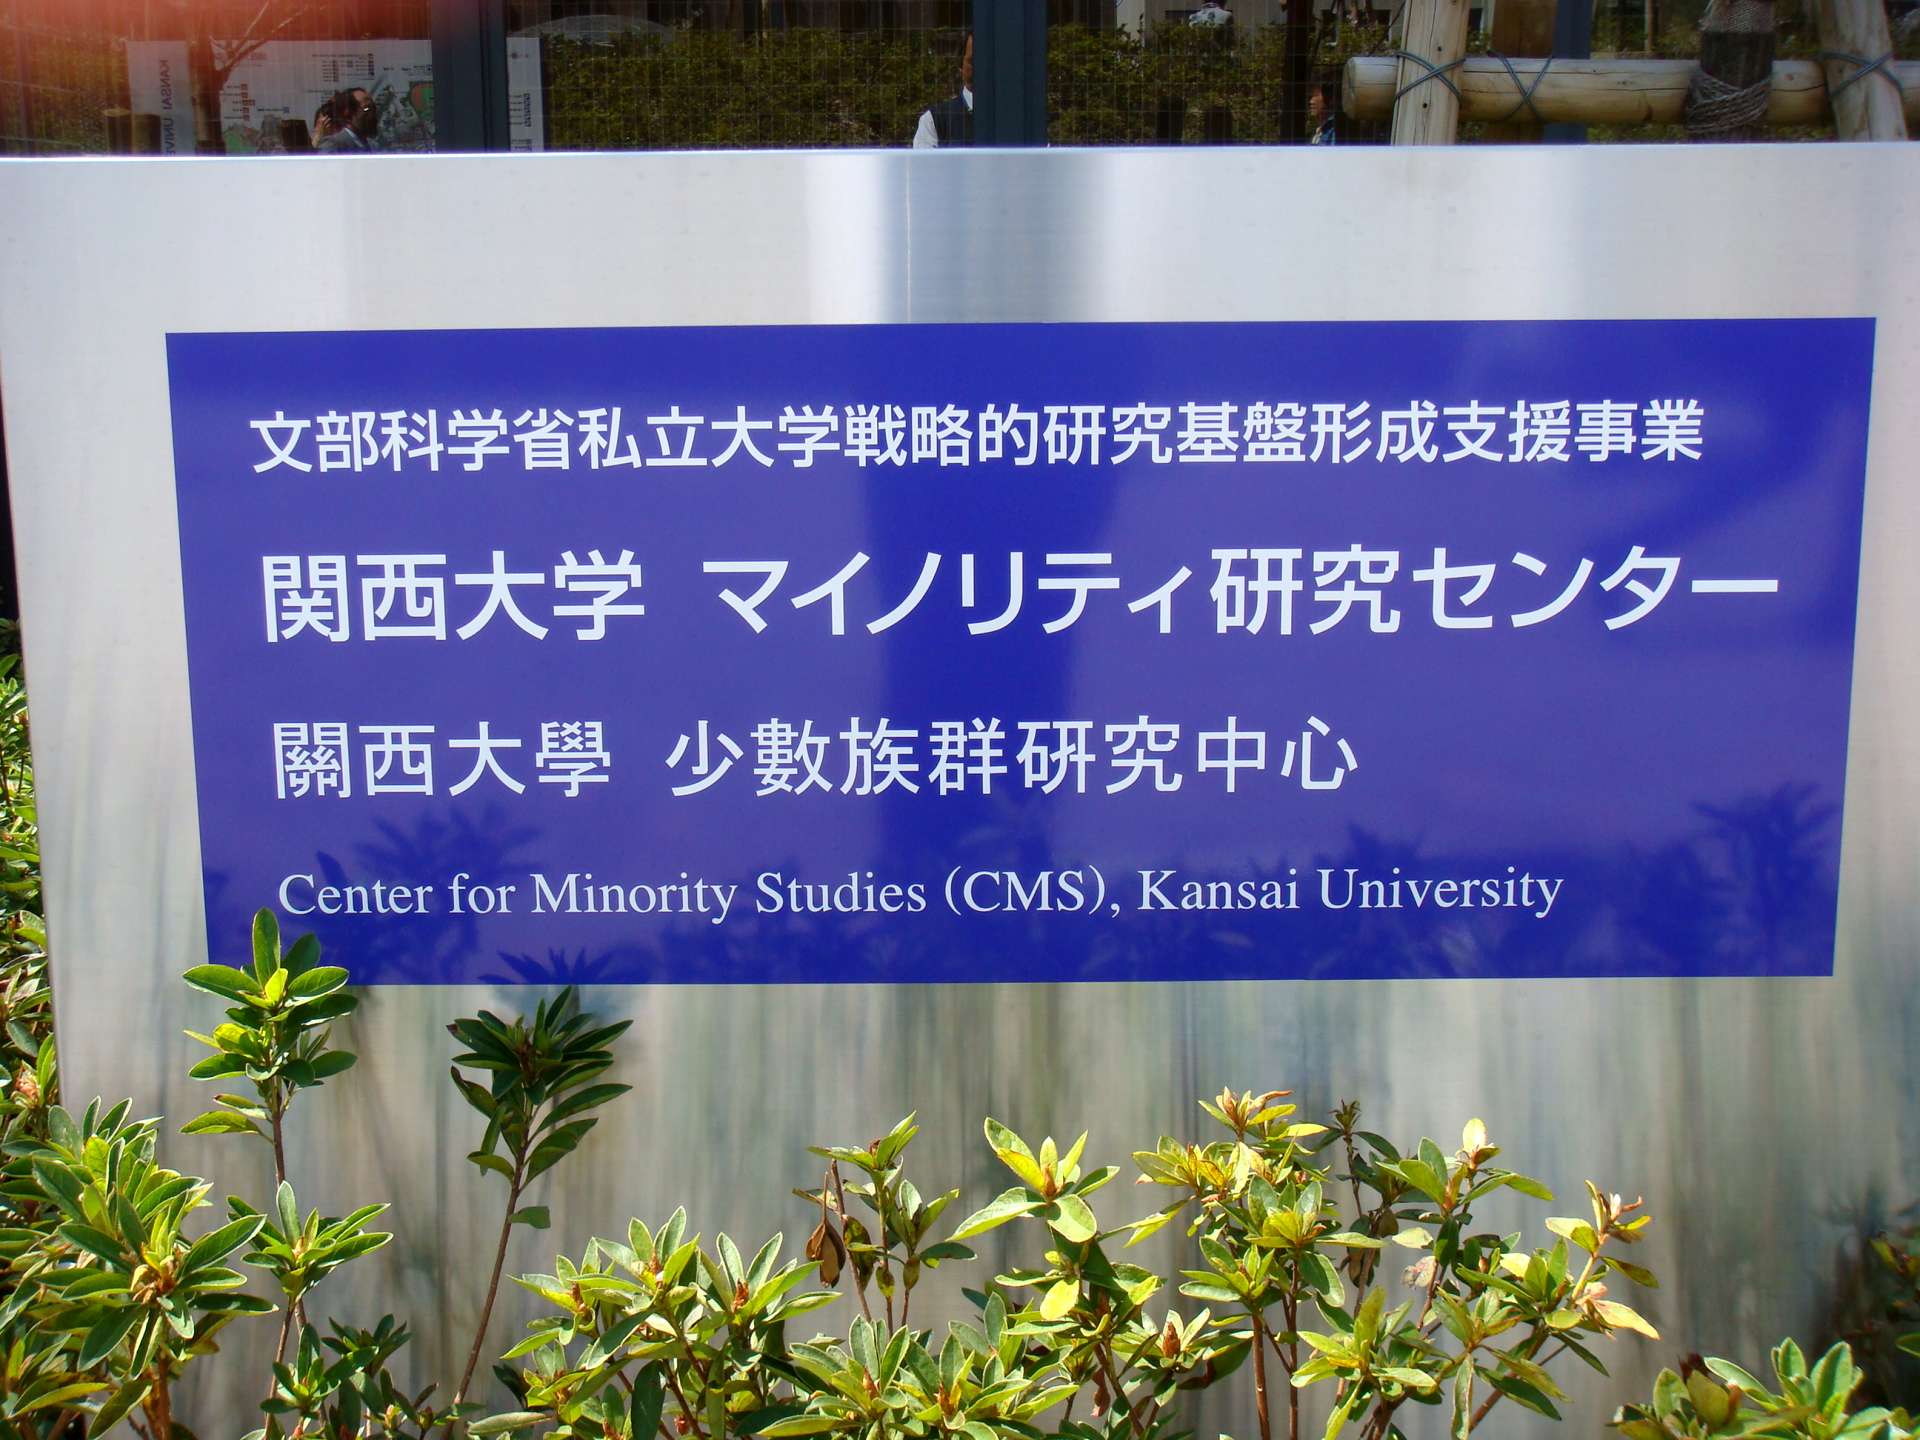 文部科学省私立大学戦略的研究基盤形成支援事業
関西大学 マイノリティ研究センター
關西大學 少數族群硏究中心
Center for Minority Studies (CMS), Kansai University